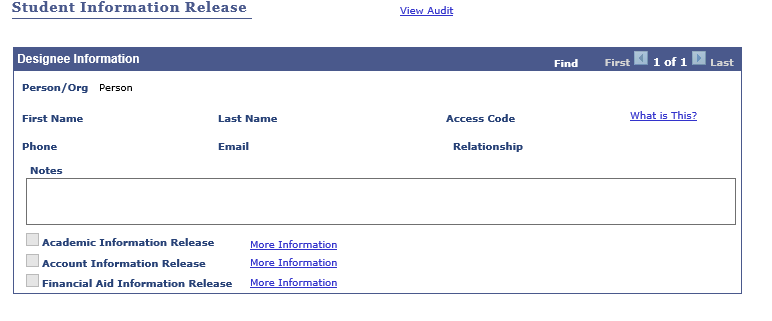 Student Information Release View Audit
Designee Information Find First 1 of 1 Last
Person/Org Person
First Name Last Name Access Code What is This?
Phone Email Relationship
Notes
Academic Information Release More Information
Account Information Release More Information
Financial Aid Information Release More Information